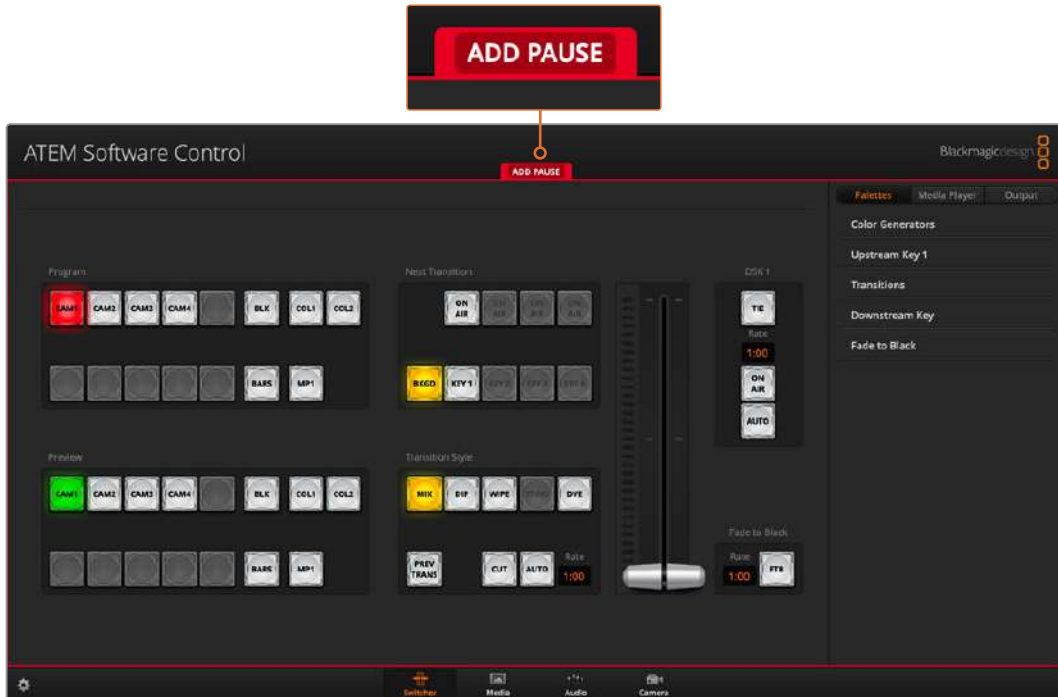 ADD PAUSE
ATEM Software Control
Blackmagicdesign
ADD PAUSE
Palettes Media Player Output
Color Generators
Upstream Key 1
Transitions
Downstream Key
Fade to Black
Program
CAM1 CAM2 CAM3 CAM4 BLK COL1 COL2
BARS MP1
Next Transition
ON AIR
BKGD KEY 1
DSK 1
TIE
Rate
1:00
ON AIR
AUTO
Preview
CAM1 CAM2 CAM3 CAM4 BLK COL1 COL2
BARS MP1
Transition Style
MIX DIP WIPE STING DVE
PREV TRANS CUT AUTO Rate 1:00
Fade to Black
Rate
1:00 FTB
Switcher Media Audio Camera